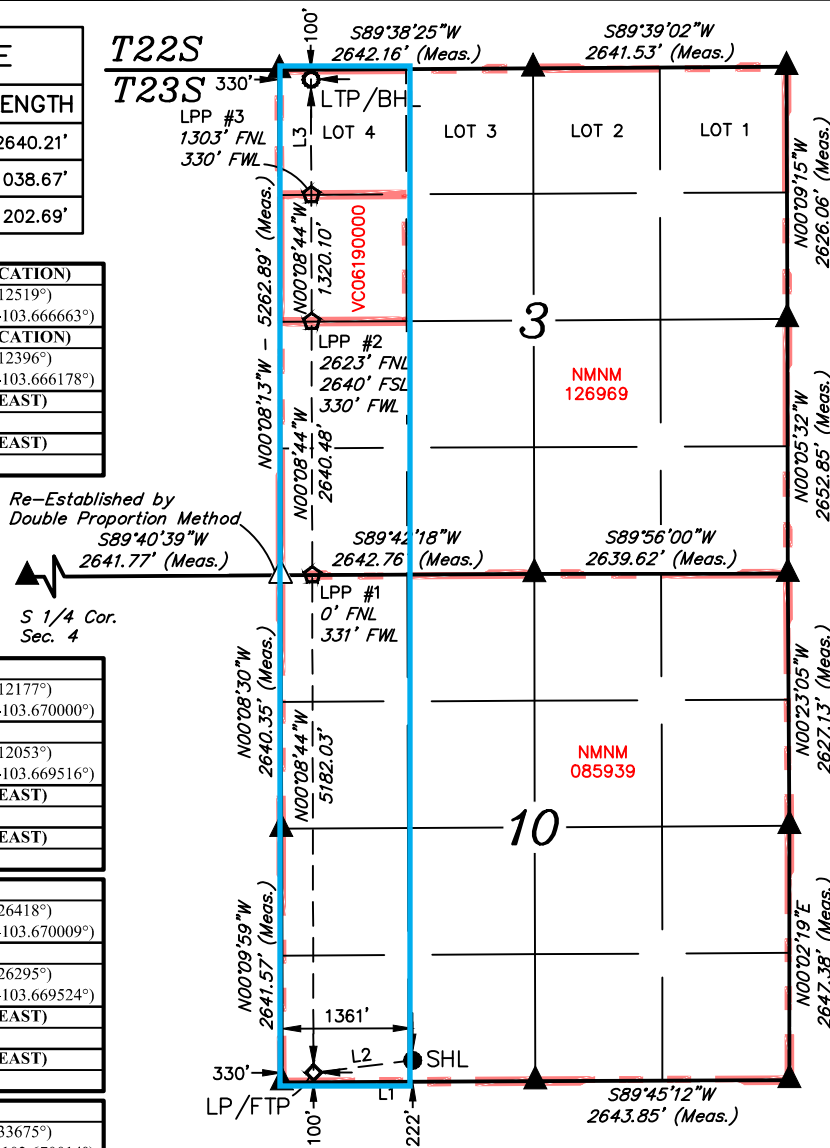 E
ENGTH
2640.21'
038.67'
202.69'
CATION)
12519°)
-103.666663°)
CATION)
12396°)
-103.666178°)
EAST)
EAST)
12177°)
-103.670000°)
12053°)
-103.669516°)
EAST)
EAST)
26418°)
-103.670009°)
26295°)
-103.669524°)
EAST)
EAST)
33675°)
T22S
T23S
100'
S89°38'25"W
2642.16' (Meas.)
S89°39'02"W
2641.53' (Meas.)
330'
LTP/BHL
LPP #3
1303' FNL
330' FWL
L3
LOT 4
LOT 3
LOT 2
LOT 1
N00°09'15"W
2626.06' (Meas.)
N00°08'13"W - 5262.89' (Meas.)
N00°08'44"W
1320.10'
VC06190000
3
LPP #2
2623' FNL
2640' FSL
330' FWL
NMNM
126969
N00°08'44"W
2640.48'
N00°05'32"W
2652.85' (Meas.)
Re-Established by
Double Proportion Method
S89°40'39"W
2641.77' (Meas.)
S89°42'18"W
2642.76' (Meas.)
S89°56'00"W
2639.62' (Meas.)
S 1/4 Cor.
Sec. 4
LPP #1
0' FNL
331' FWL
N00°08'30"W
2640.35' (Meas.)
N00°08'44"W
5182.03'
NMNM
085939
N00°23'05"W
2627.13' (Meas.)
10
N00°09'59"W
2641.57' (Meas.)
N00°02'19"E
2647.38' (Meas.)
1361'
L2
SHL
330'
LP/FTP
L1
100'
222'
S89°45'12"W
2643.85' (Meas.)